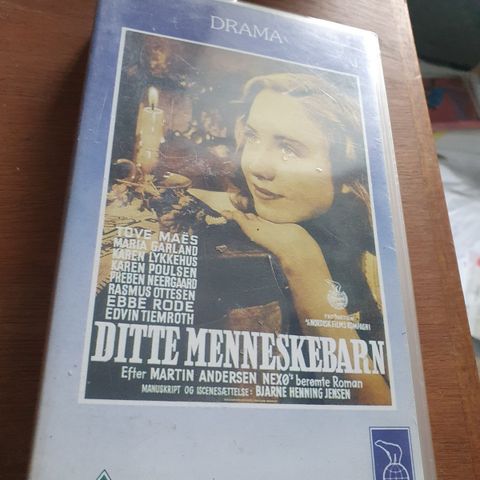 DRAMA
TOVE MAËS
MARIA GARLAND
KAREN LYKKEHUS
KAREN POULSEN
PREBEN NEERGAARD
RASMUS OTTESEN
EBBE RODE
EDVIN TIEMROTH
DITTE MENNESKEBARN
Efter MARTIN ANDERSEN NEXØ's berømte Roman
MANUSKRIPT OG ISCENESÆTTELSE: BJARNE HENNING JENSEN